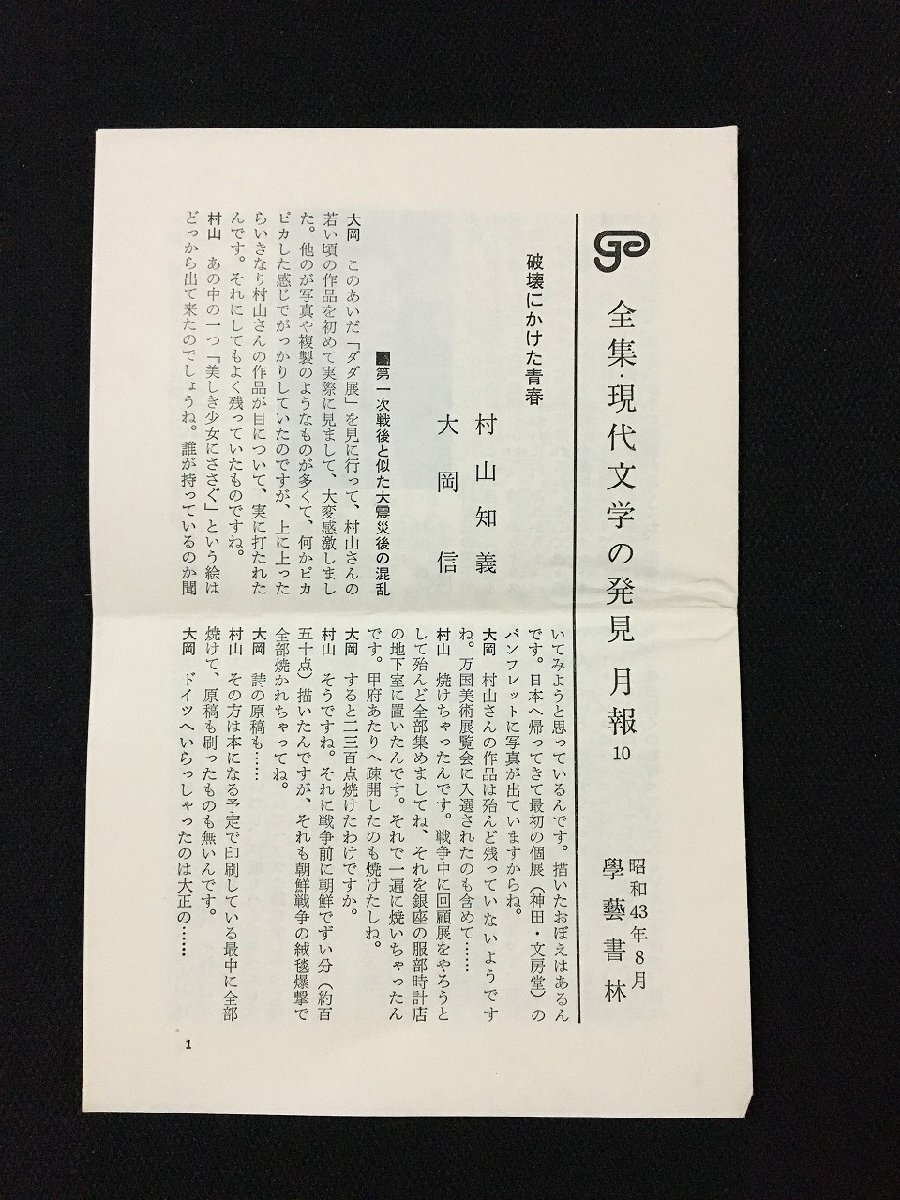 全集・現代文学の発見 月報 10
昭和43年8月
學藝書林
破壊にかけた青春
村山知義
大岡信
■第一次戦後と似た大震災後の混乱
大岡　このあいだ「ダダ展」を見に行って、村山さんの
若い頃の作品を初めて実際に見まして、大変感激しまし
た。他のが写真や複製のようなものが多くて、何かピカ
ピカした感じでがっかりしていたのですが、上に上った
らいきなり村山さんの作品が目について、実に打たれた
んです。それにしてもよく残っていたものですね。
村山　あの中の一つ「美しき少女にささぐ」という絵は
どっから出て来たのでしょうね。誰が持っているのか聞
いてみようと思っているんです。描いたおぼえはあるん
です。日本へ帰ってきて最初の個展（神田・文房堂）の
パンフレットに写真が出ていますからね。
大岡　村山さんの作品は殆んど残っていないようです
ね。万国美術展覧会に入選されたのも含めて……
村山　焼けちゃったんです。戦争中に回顧展をやろうと
して殆んど全部集めましてね、それを銀座の服部時計店
の地下室に置いたんです。それで一遍に焼いちゃったん
です。甲府あたりへ疎開したのも焼けたしね。
大岡　すると二三百点焼けたわけですか。
村山　そうですね。それに戦争前に朝鮮でずい分（約百
五十点）描いたんですが、それも朝鮮戦争の絨毯爆撃で
全部焼かれちゃってね。
大岡　詩の原稿も……
村山　その方は本になる予定で印刷している最中に全部
焼けて、原稿も刷ったものも無いんです。
大岡　ドイツへいらっしゃったのは大正の……
1